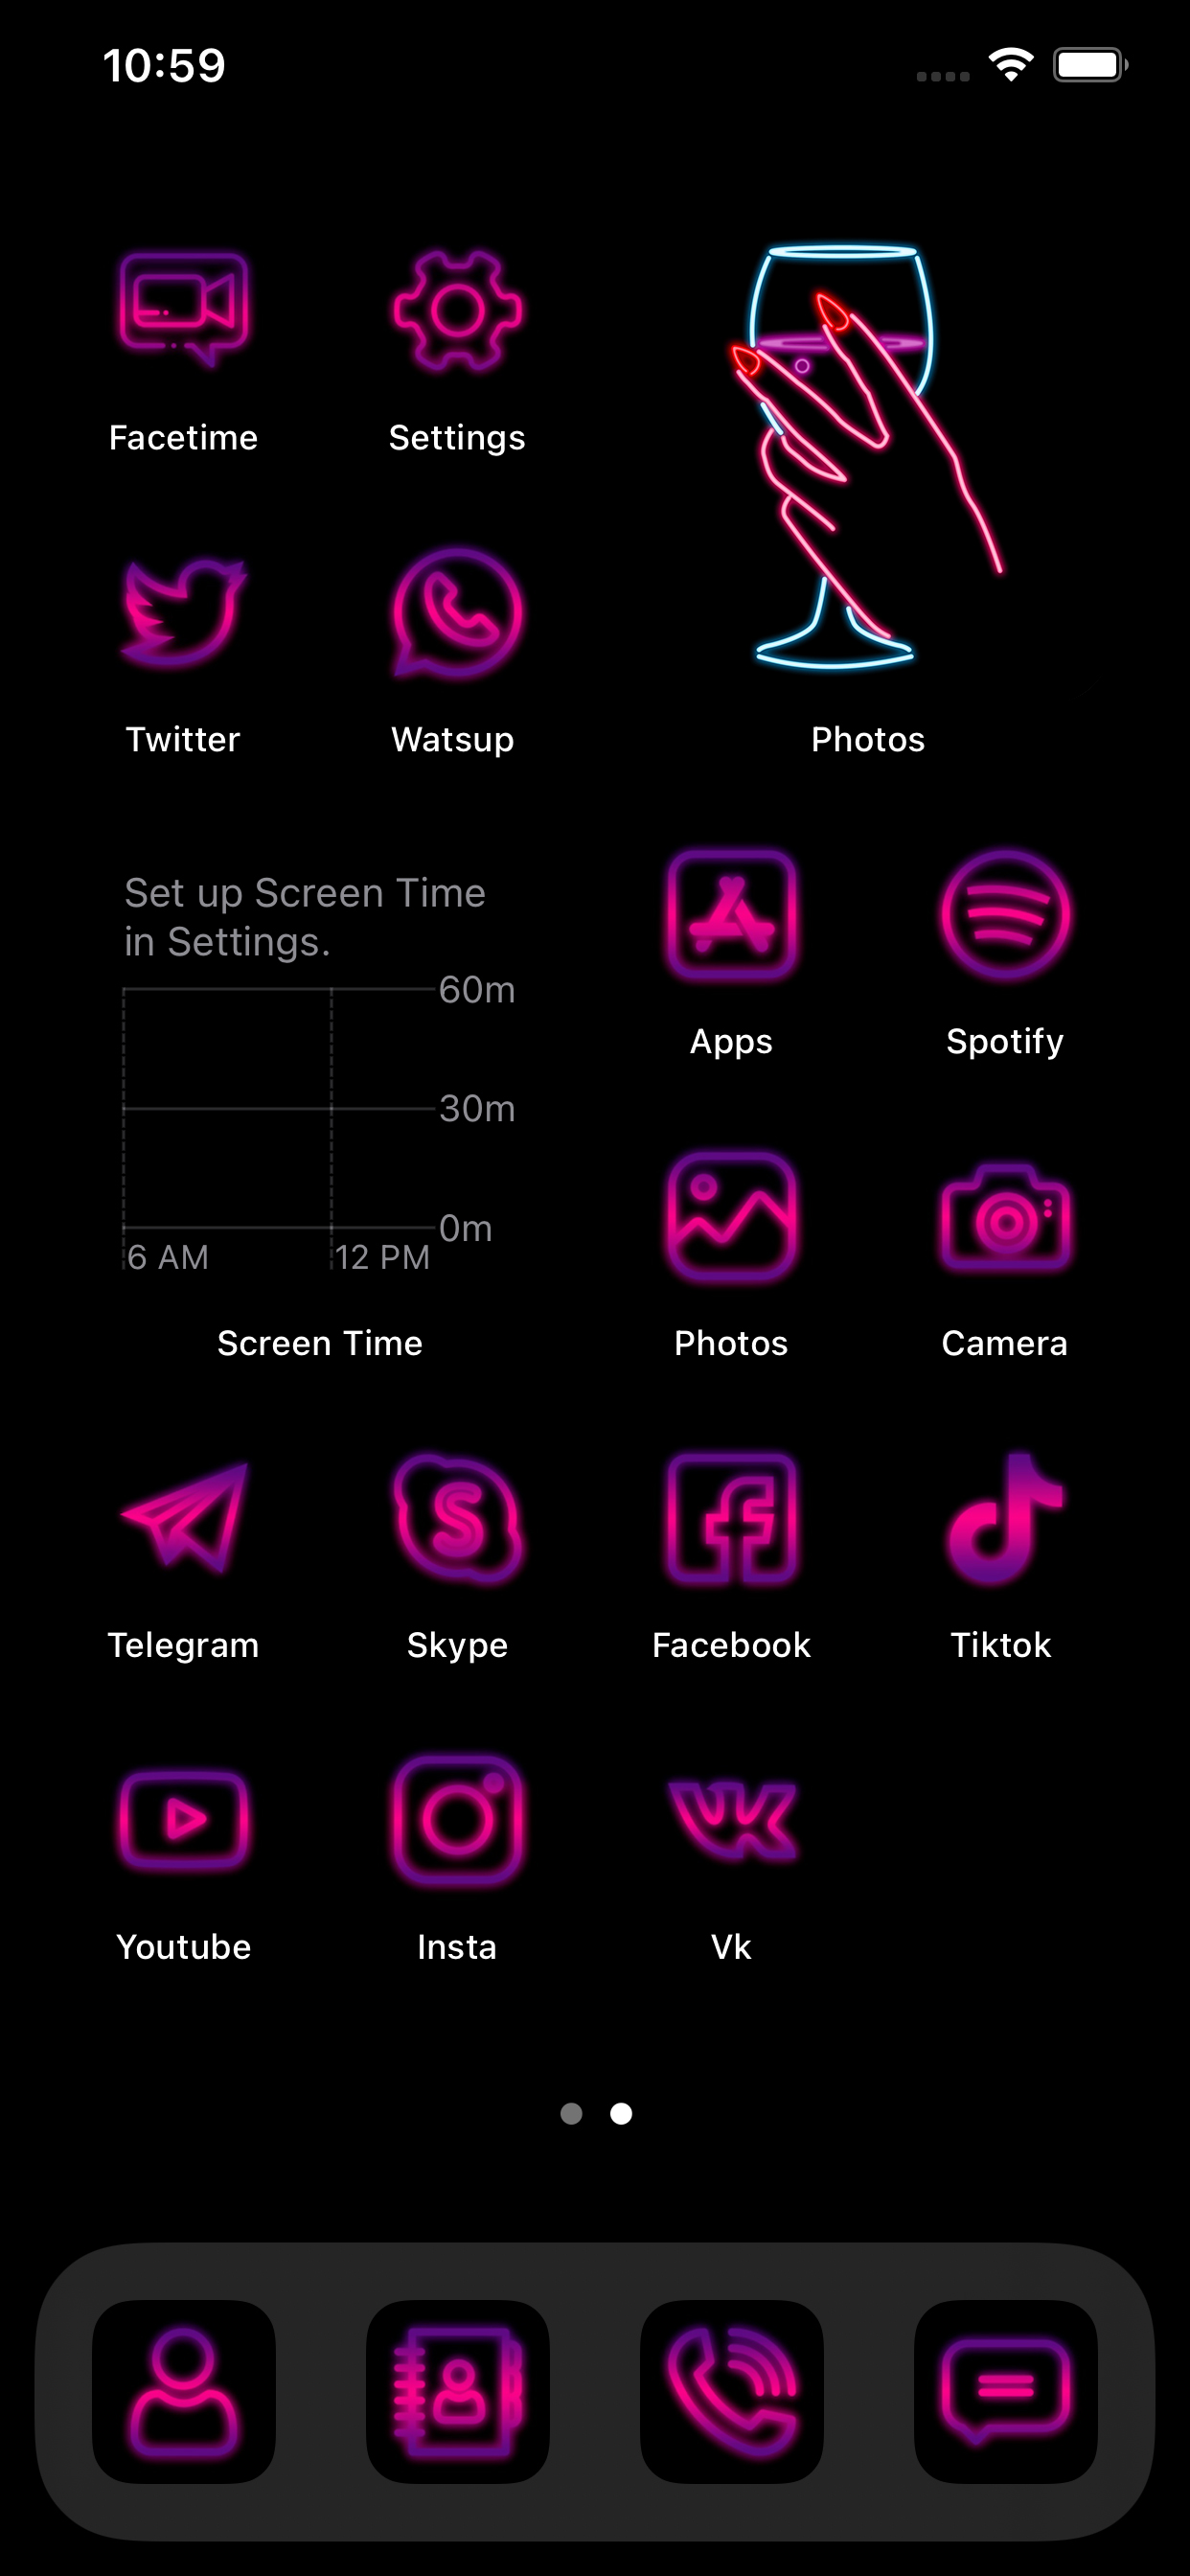 10:59
Facetime
Settings
Twitter
Watsup
Photos
Set up Screen Time
in Settings.
60m
30m
0m
6 AM
12 PM
Screen Time
Apps
Spotify
Photos
Camera
Telegram
Skype
Facebook
Tiktok
Youtube
Insta
Vk